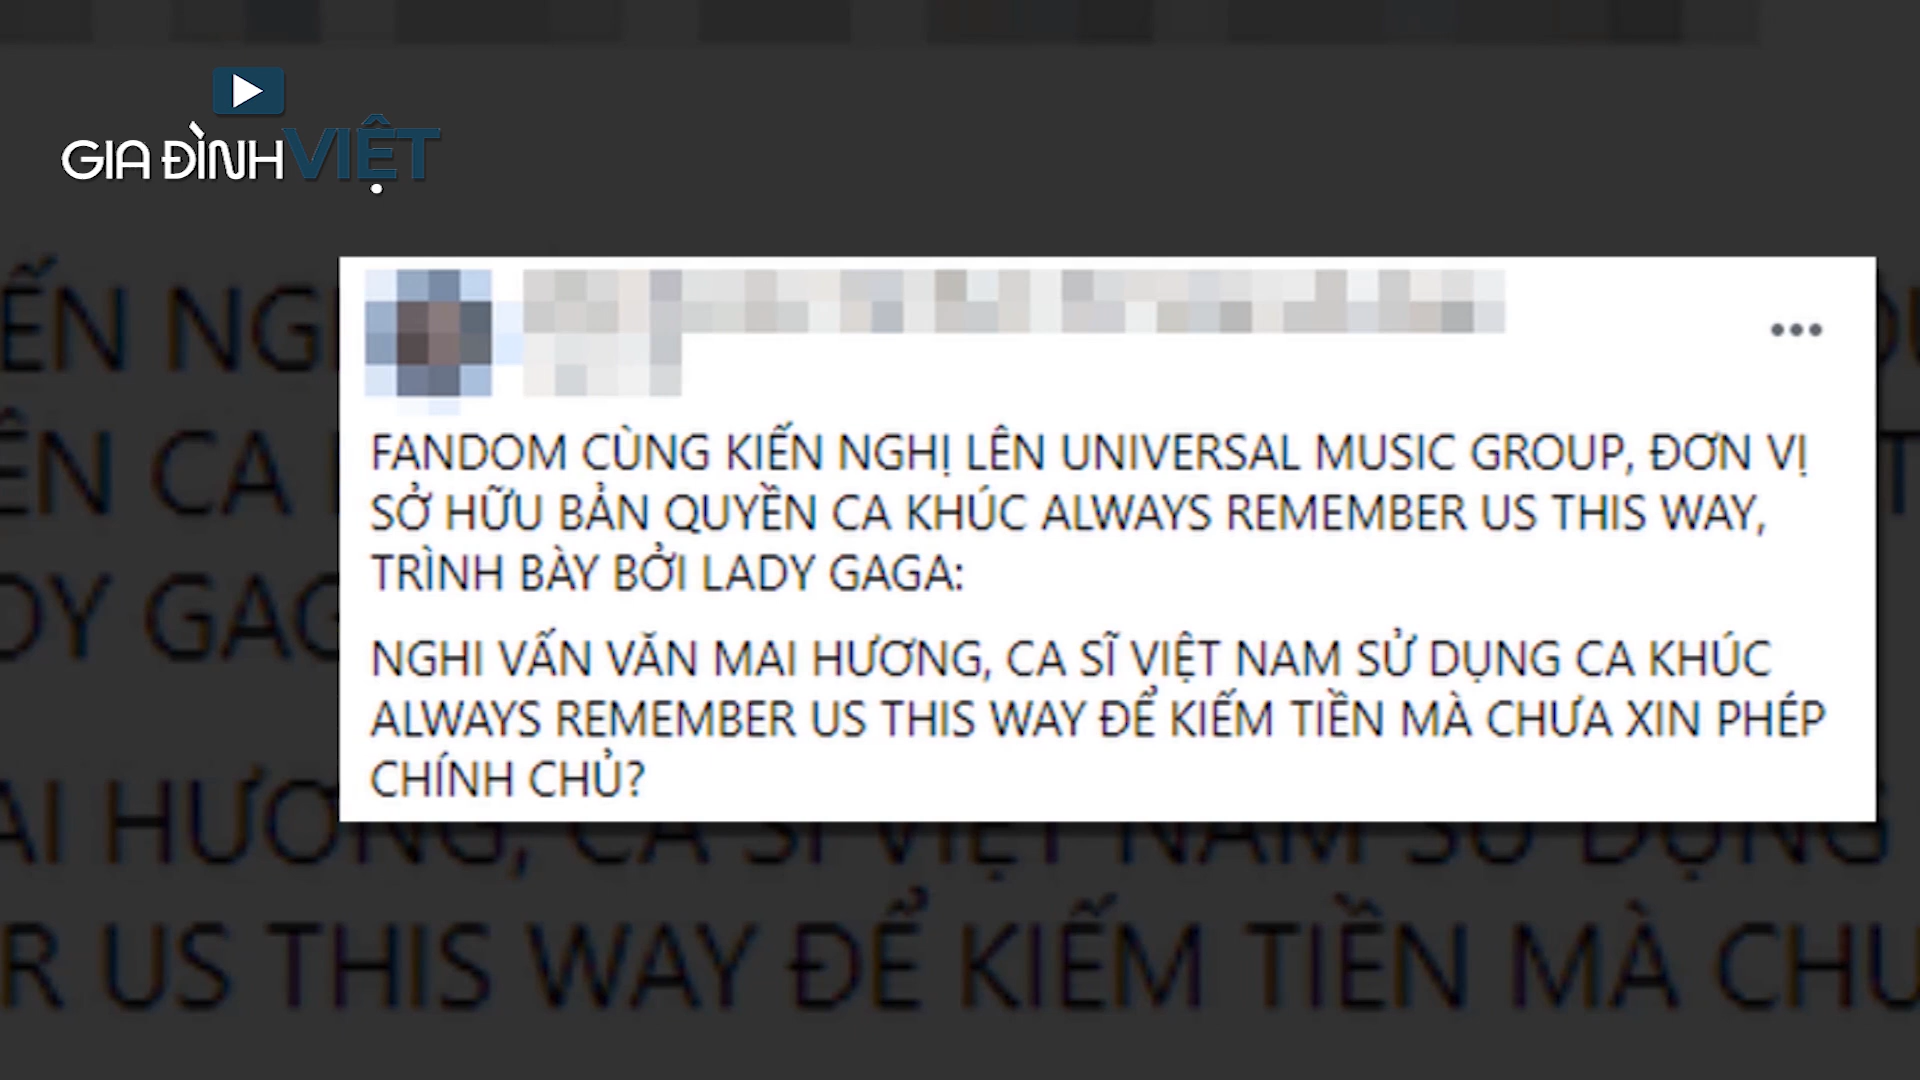 GIA ĐÌNH VIỆT
FANDOM CÙNG KIẾN NGHỊ LÊN UNIVERSAL MUSIC GROUP, ĐƠN VỊ
SỞ HỮU BẢN QUYỀN CA KHÚC ALWAYS REMEMBER US THIS WAY,
TRÌNH BÀY BỞI LADY GAGA:
NGHI VẤN VĂN MAI HƯƠNG, CA SĨ VIỆT NAM SỬ DỤNG CA KHÚC
ALWAYS REMEMBER US THIS WAY ĐỂ KIẾM TIỀN MÀ CHƯA XIN PHÉP
CHÍNH CHỦ?